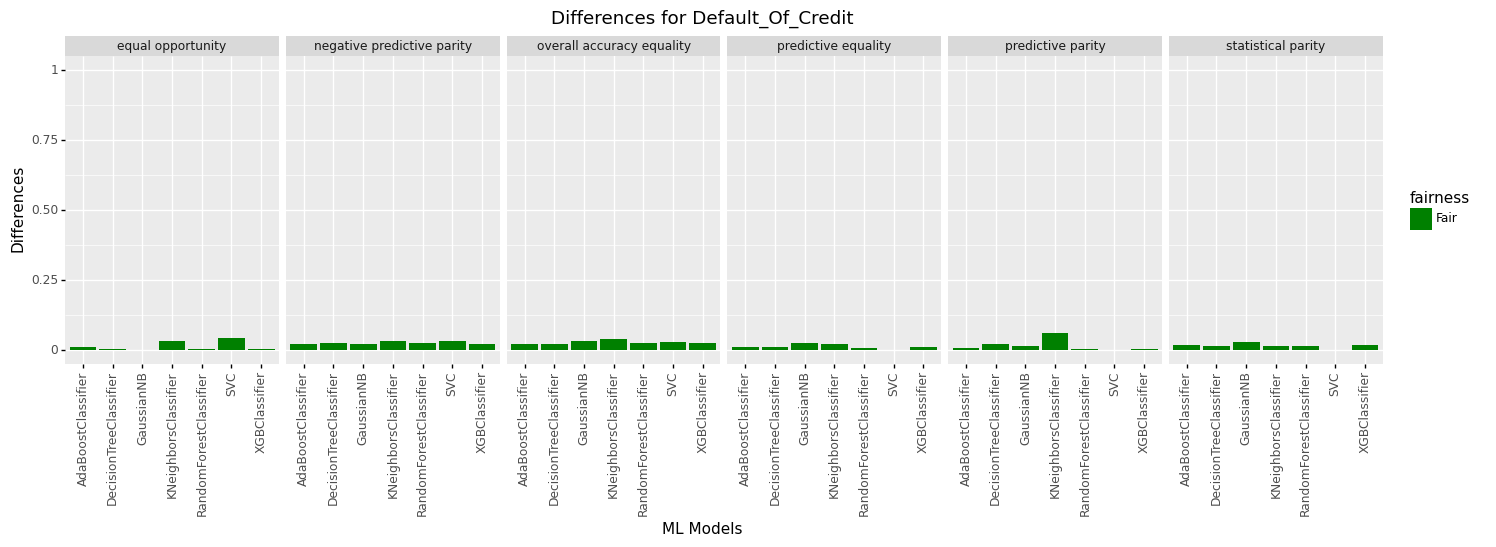 Differences for Default_Of_Credit
equal opportunity
negative predictive parity
overall accuracy equality
predictive equality
predictive parity
statistical parity
Differences
1
0.75
0.50
0.25
0
AdaBoostClassifier
DecisionTreeClassifier
GaussianNB
KNeighborsClassifier
RandomForestClassifier
SVC
XGBClassifier
AdaBoostClassifier
DecisionTreeClassifier
GaussianNB
KNeighborsClassifier
RandomForestClassifier
SVC
XGBClassifier
AdaBoostClassifier
DecisionTreeClassifier
GaussianNB
KNeighborsClassifier
RandomForestClassifier
SVC
XGBClassifier
AdaBoostClassifier
DecisionTreeClassifier
GaussianNB
KNeighborsClassifier
RandomForestClassifier
SVC
XGBClassifier
AdaBoostClassifier
DecisionTreeClassifier
GaussianNB
KNeighborsClassifier
RandomForestClassifier
SVC
XGBClassifier
AdaBoostClassifier
DecisionTreeClassifier
GaussianNB
KNeighborsClassifier
RandomForestClassifier
SVC
XGBClassifier
ML Models
fairness
Fair